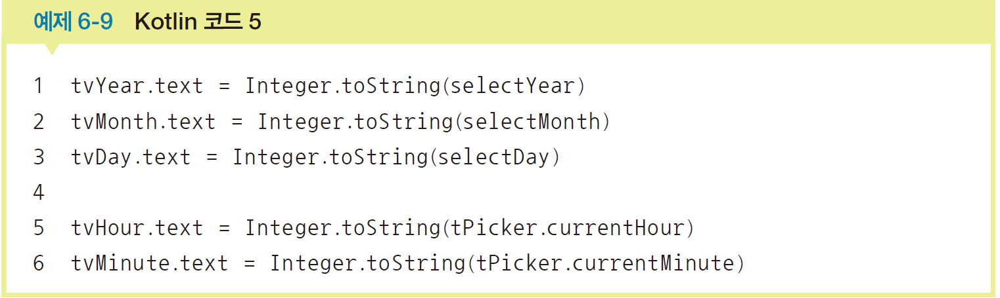 예제 6-9 Kotlin 코드 5
1 tvYear.text = Integer.toString(selectYear)
2 tvMonth.text = Integer.toString(selectMonth)
3 tvDay.text = Integer.toString(selectDay)
4
5 tvHour.text = Integer.toString(tPicker.currentHour)
6 tvMinute.text = Integer.toString(tPicker.currentMinute)